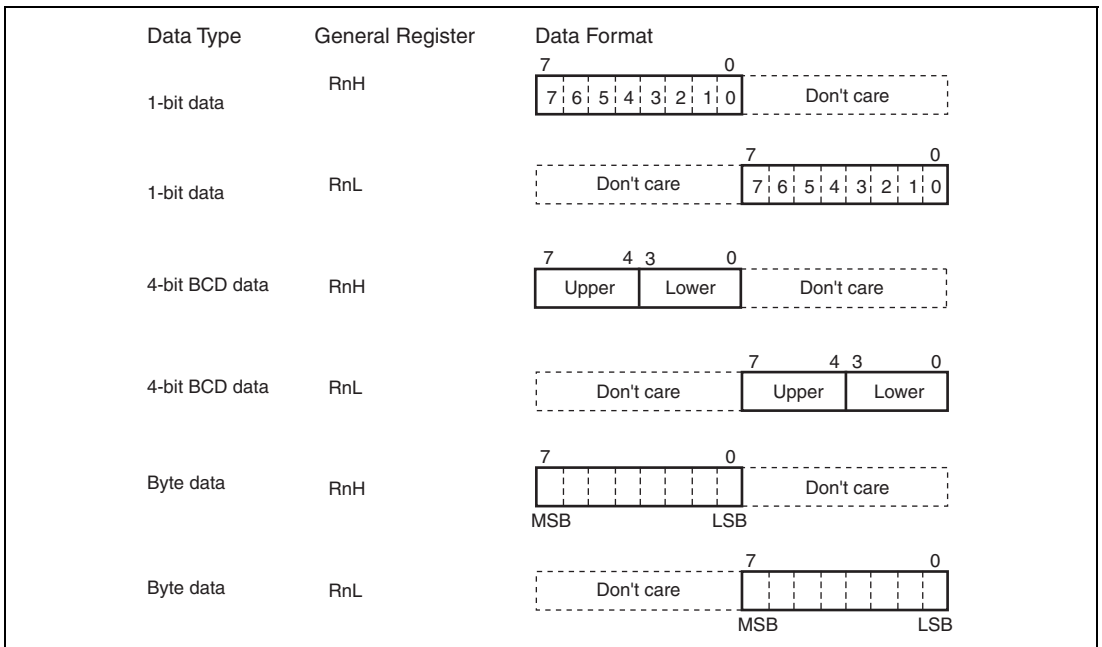 Data Type General Register Data Format
7 0
1-bit data RnH 7 6 5 4 3 2 1 0 Don't care
7 0
1-bit data RnL Don't care 7 6 5 4 3 2 1 0
7 4 3 0
4-bit BCD data RnH Upper Lower Don't care
7 4 3 0
4-bit BCD data RnL Don't care Upper Lower
7 0
Byte data RnH Don't care
MSB LSB
7 0
Byte data RnL Don't care
MSB LSB